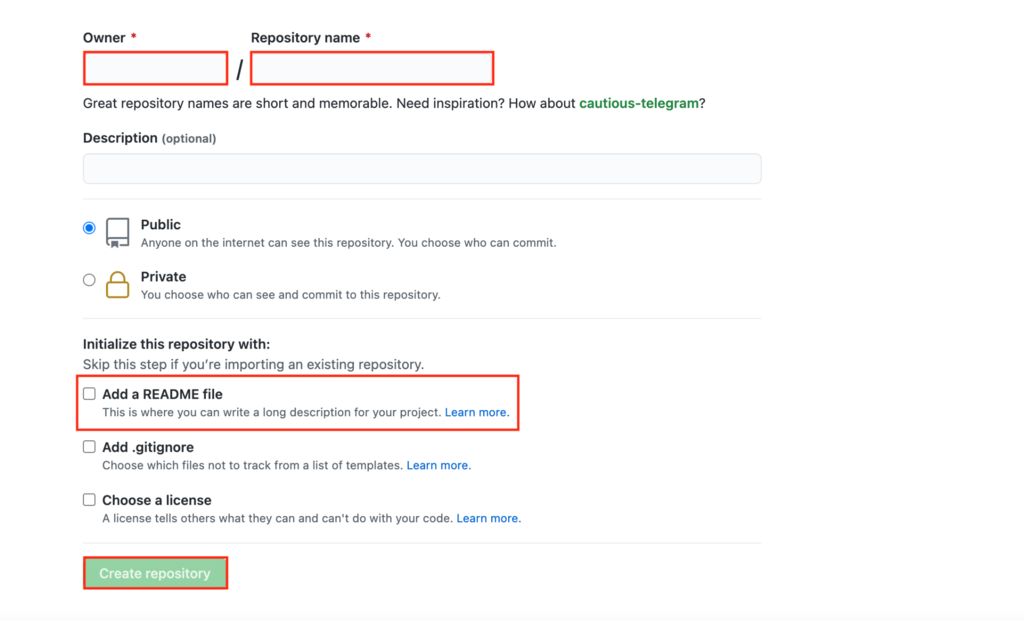 Owner * Repository name *
/
Great repository names are short and memorable. Need inspiration? How about cautious-telegram?
Description (optional)
Public
Anyone on the internet can see this repository. You choose who can commit.
Private
You choose who can see and commit to this repository.
Initialize this repository with:
Skip this step if you’re importing an existing repository.
Add a README file
This is where you can write a long description for your project. Learn more.
Add .gitignore
Choose which files not to track from a list of templates. Learn more.
Choose a license
A license tells others what they can and can't do with your code. Learn more.
Create repository